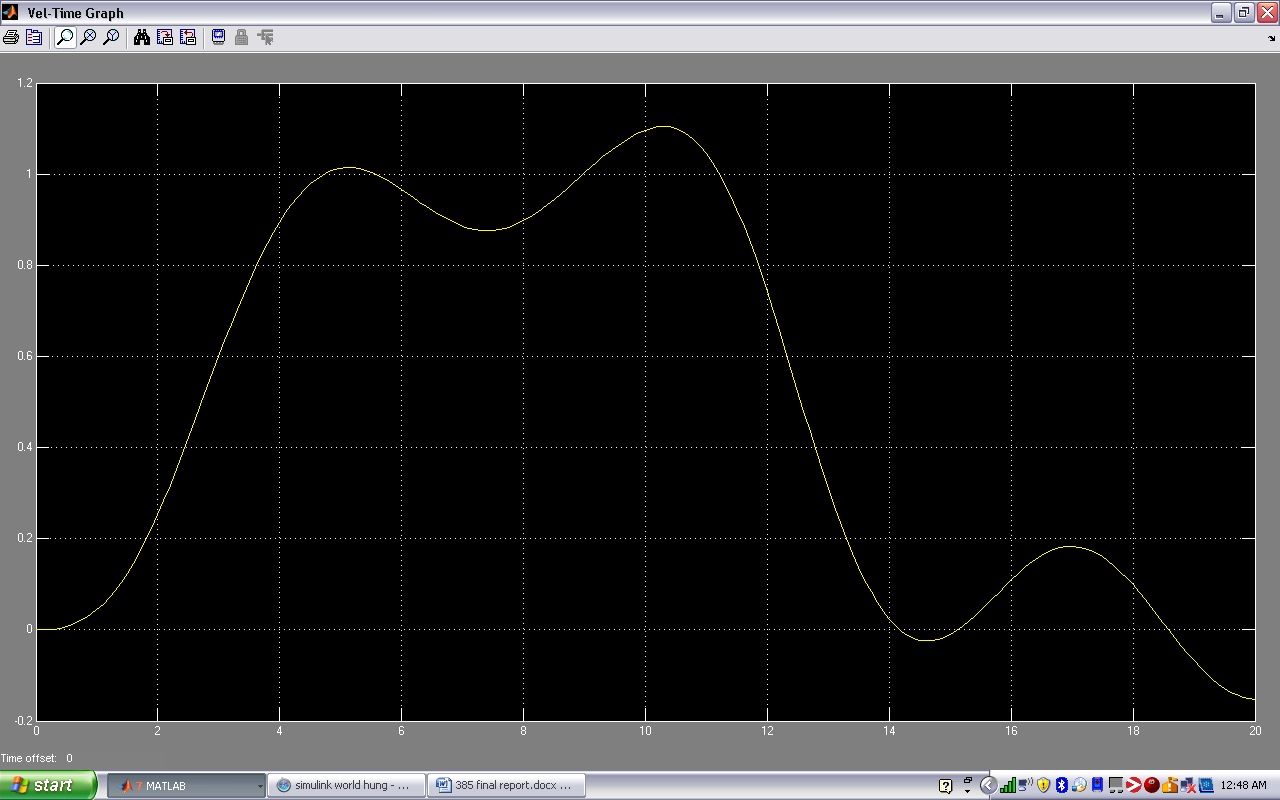 Vel-Time Graph
1.2
1
0.8
0.6
0.4
0.2
0
-0.2
0 2 4 6 8 10 12 14 16 18 20
Time offset: 0
start
7 MATLAB
simulink world hung - ...
385 final report.docx ...
12:48 AM